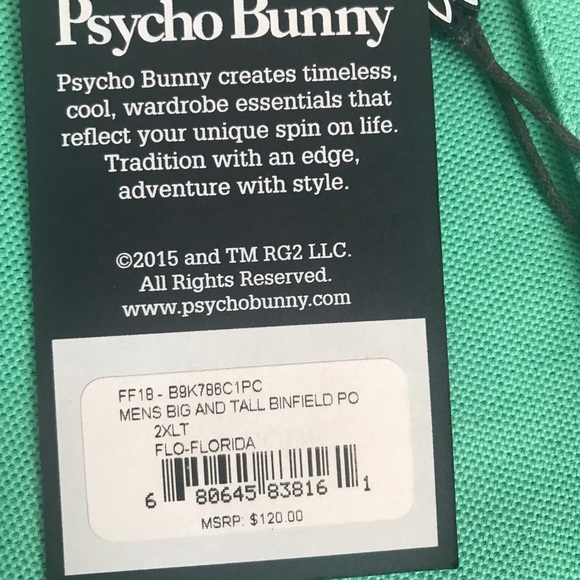 Psycho Bunny
Psycho Bunny creates timeless,
cool, wardrobe essentials that
reflect your unique spin on life.
Tradition with an edge,
adventure with style.
©2015 and TM RG2 LLC.
All Rights Reserved.
www.psychobunny.com
FF18 - B9K786C1PC
MENS BIG AND TALL BINFIELD PO
2XLT
FLO-FLORIDA
6 80645 83816 1
MSRP: $120.00